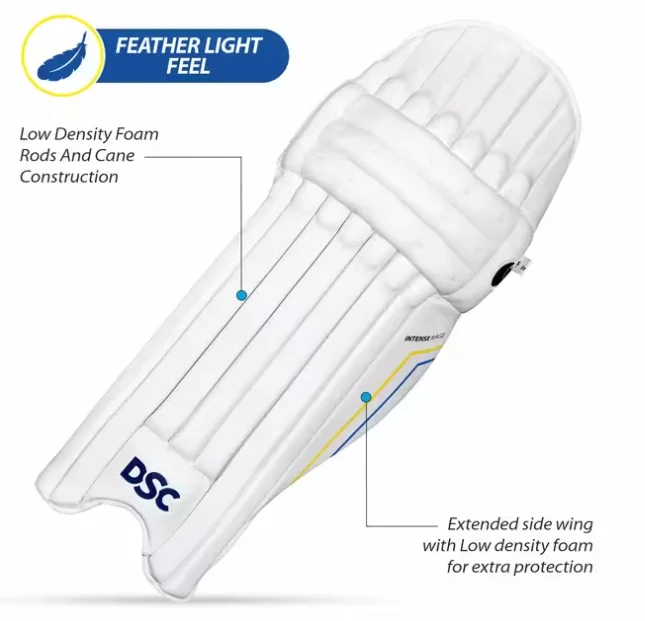 FEATHER LIGHT
FEEL
Low Density Foam
Rods And Cane
Construction
INTENSE RAGE
DSC
Extended side wing
with Low density foam
for extra protection